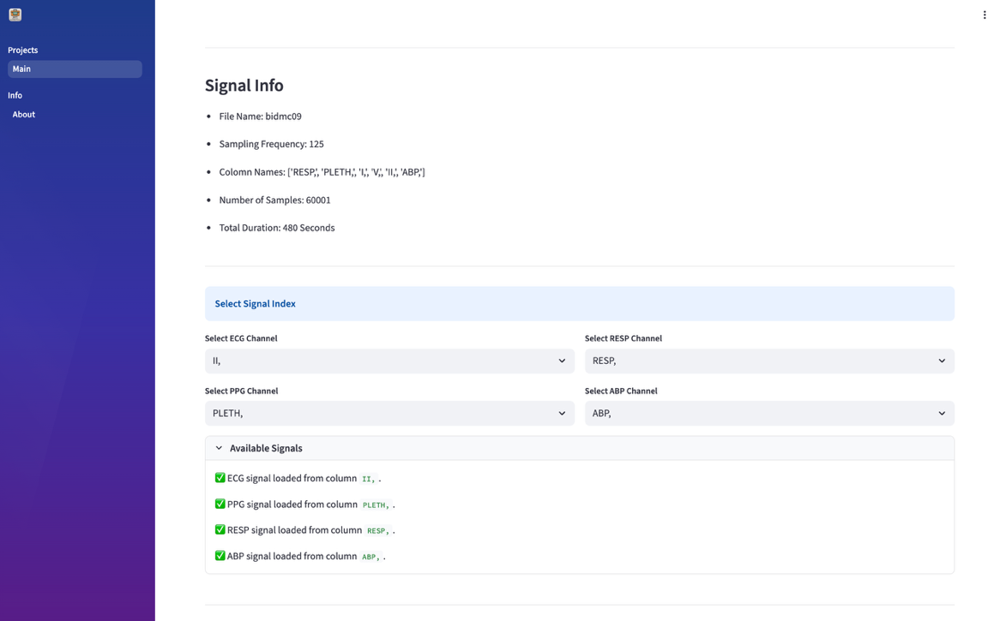 Projects
Main
Info
About
Signal Info
File Name: bidmc09
Sampling Frequency: 125
Colomn Names: ['RESP,', 'PLETH,', 'I,', 'V,', 'II,', 'ABP,']
Number of Samples: 60001
Total Duration: 480 Seconds
Select Signal Index
Select ECG Channel
II,
Select RESP Channel
RESP,
Select PPG Channel
PLETH,
Select ABP Channel
ABP,
Available Signals
✅ ECG signal loaded from column II, .
✅ PPG signal loaded from column PLETH, .
✅ RESP signal loaded from column RESP, .
✅ ABP signal loaded from column ABP, .